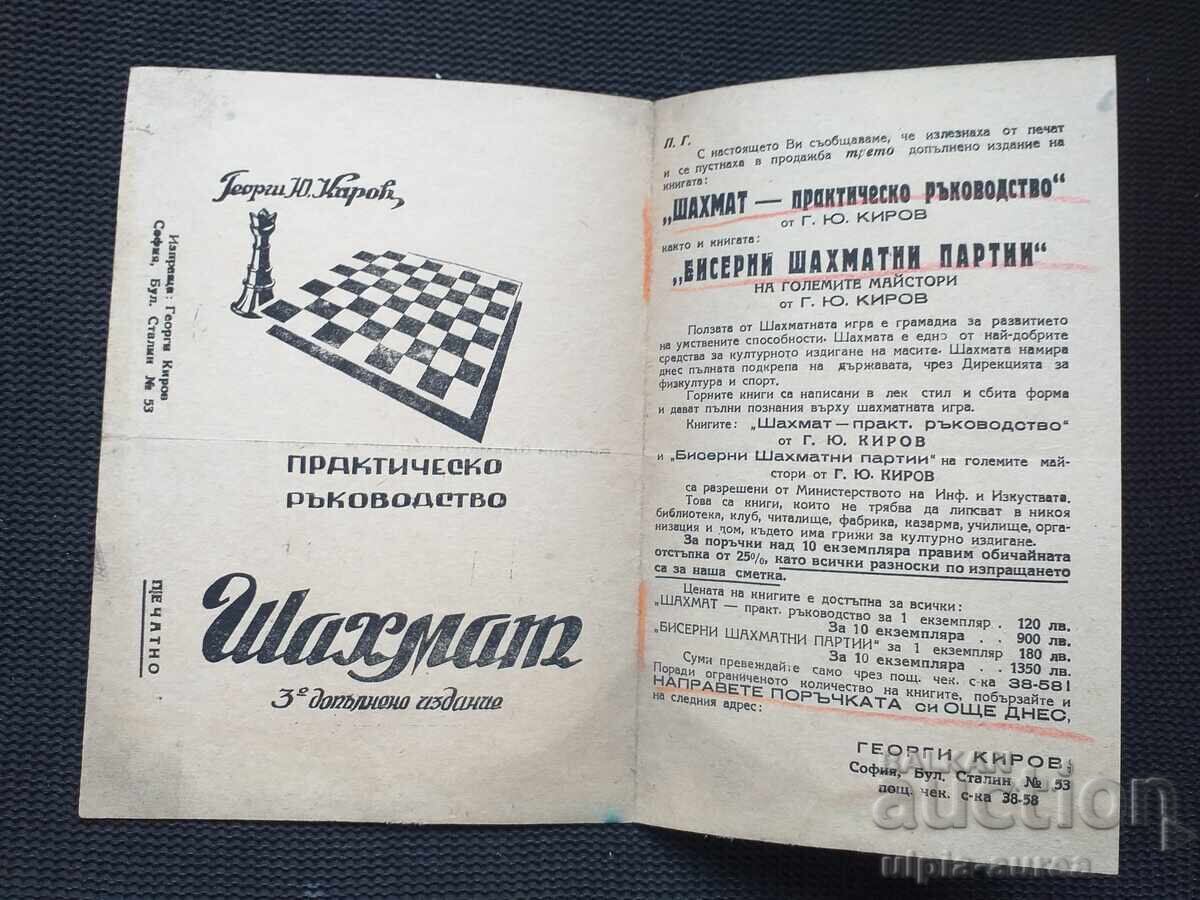 Георги Ю. Кировъ
Изпраща: Георги Киров
София, Бул. Сталин № 53
ПРАКТИЧЕСКО
РЪКОВОДСТВО
ПЕЧАТНО
Шахмат
3º допълнено издание
П. Г.
С настоящето Ви съобщаваме, че излезнаха от печат
и се пуснаха в продажба трето допълнено издание на
книгата:
„ШАХМАТ — ПРАКТИЧЕСКО РЪКОВОДСТВО“
от Г. Ю. КИРОВ
както и книгата:
„БИСЕРНИ ШАХМАТНИ ПАРТИИ“
НА ГОЛЕМИТЕ МАЙСТОРИ
от Г. Ю. КИРОВ
Ползата от Шахматната игра е грамадна за развитието
на умствените способности. Шахмата е едно от най-добрите
средства за културното издигане на масите. Шахмата намира
днес пълната подкрепа на държавата, чрез Дирекцията за
физкултура и спорт.
Горните книги са написани в лек стил и сбита форма
и дават пълни познания върху шахматната игра.
Книгите: „Шахмат — практ. ръководство“
от Г. Ю. КИРОВ
и „Бисерни Шахматни партии“ на големите май-
стори от Г. Ю. КИРОВ
са разрешени от Министерството на Инф. и Изкуствата.
Това са книги, които не трябва да липсват в никоя
библиотека, клуб, читалище, фабрика, казарма, училище, орга-
низация и дом, където има грижи за културно издигане.
За поръчки над 10 екземпляра правим обичайната
отстъпка от 25%, като всички разноски по изпращането
са за наша сметка.
Цената на книгите е достъпна за всички:
„ШАХМАТ — практ. ръководство за 1 екземпляр . 120 лв.
За 10 екземпляра . . 900 лв.
„БИСЕРНИ ШАХМАТНИ ПАРТИИ“ за 1 екземпляр 180 лв.
За 10 екземпляра . . 1350 лв.
Суми превеждайте само чрез пощ. чек. с-ка 38-58!
Поради ограниченото количество на книгите, побързайте и
НАПРАВЕТЕ ПОРЪЧКАТА си ОЩЕ ДНЕС,
на следния адрес:
ГЕОРГИ КИРОВ
София, Бул. Сталин № 53
пощ. чек. с-ка 38-58
BALKAN
auction
ulpia-aurea